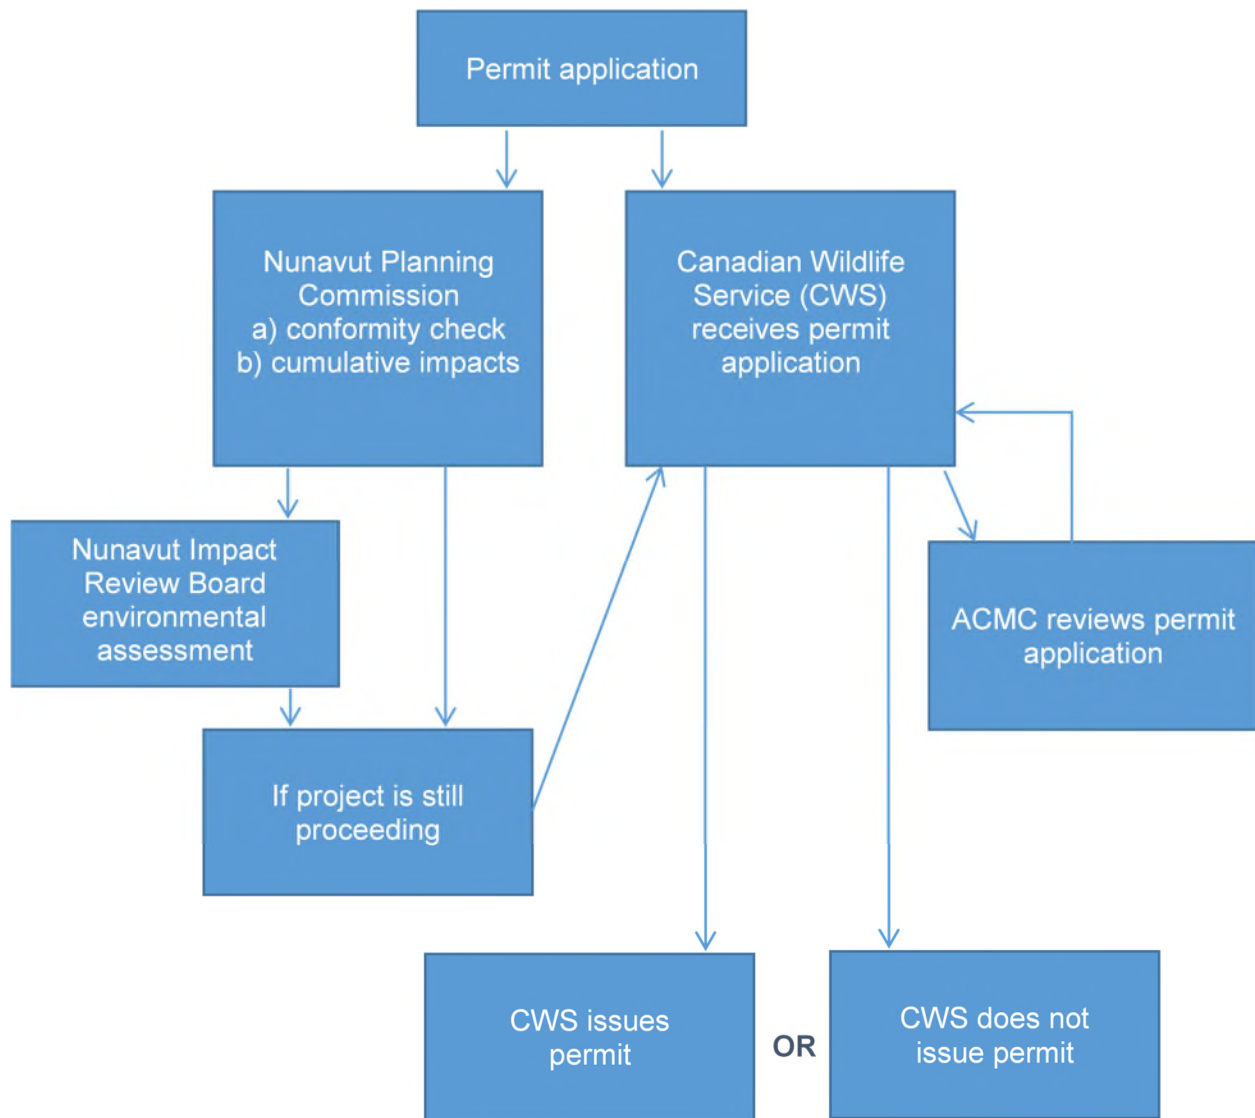 Permit application
Nunavut Planning
Commission
a) conformity check
b) cumulative impacts
Canadian Wildlife
Service (CWS)
receives permit
application
Nunavut Impact
Review Board
environmental
assessment
ACMC reviews permit
application
If project is still
proceeding
CWS issues
permit
OR
CWS does not
issue permit